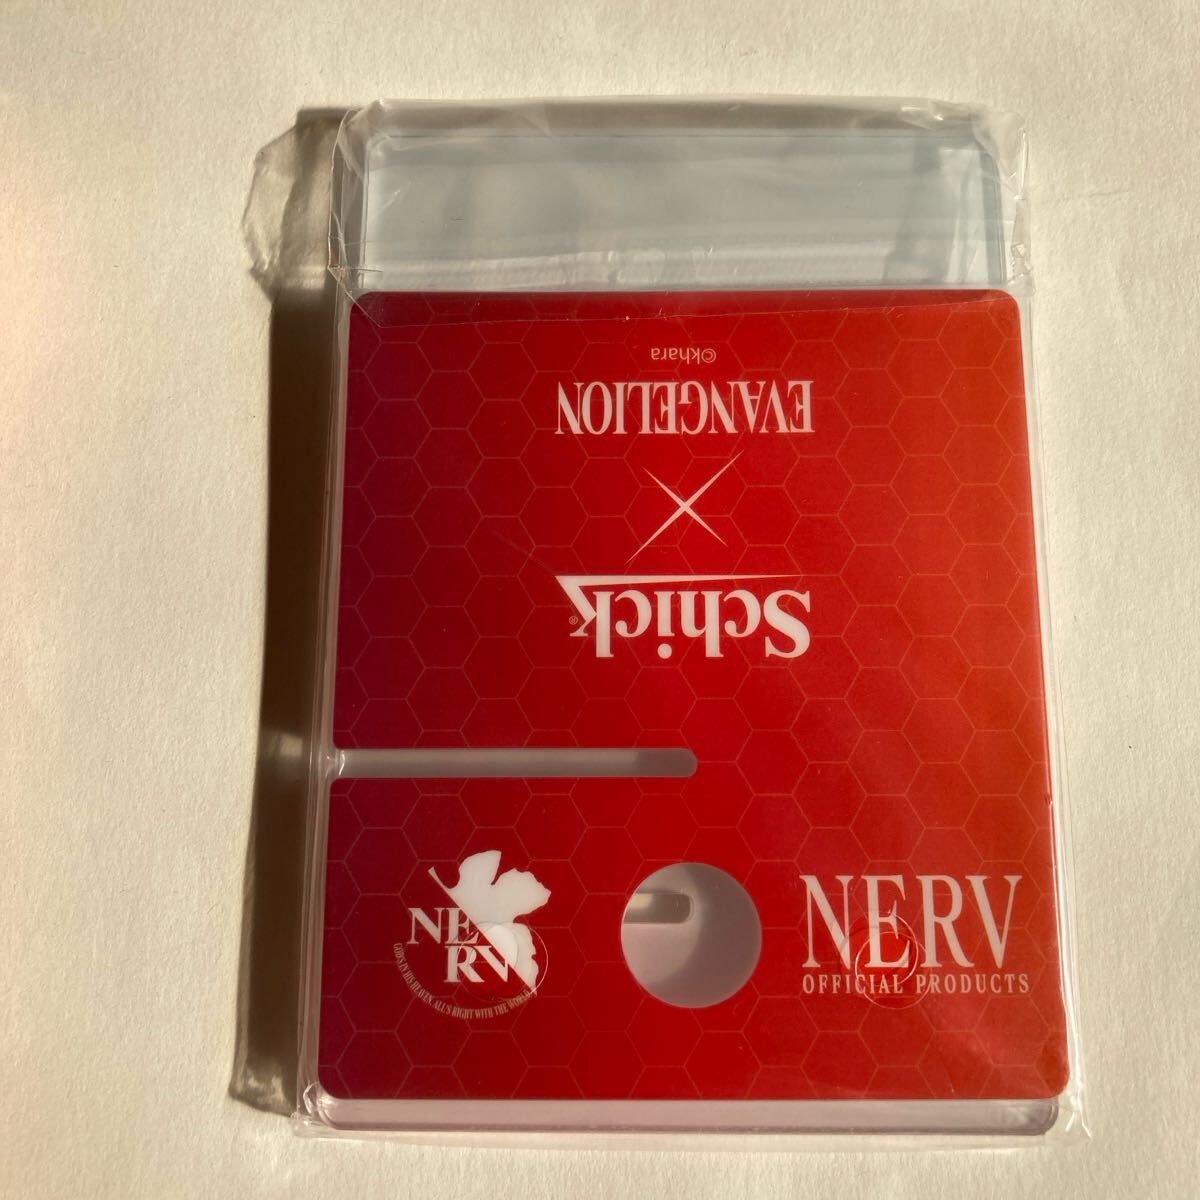 ©khara
EVANGELION
×
Schick®
NERV
GOD'S IN HIS HEAVEN. ALL'S RIGHT WITH THE WORLD.
NERV
OFFICIAL PRODUCTS